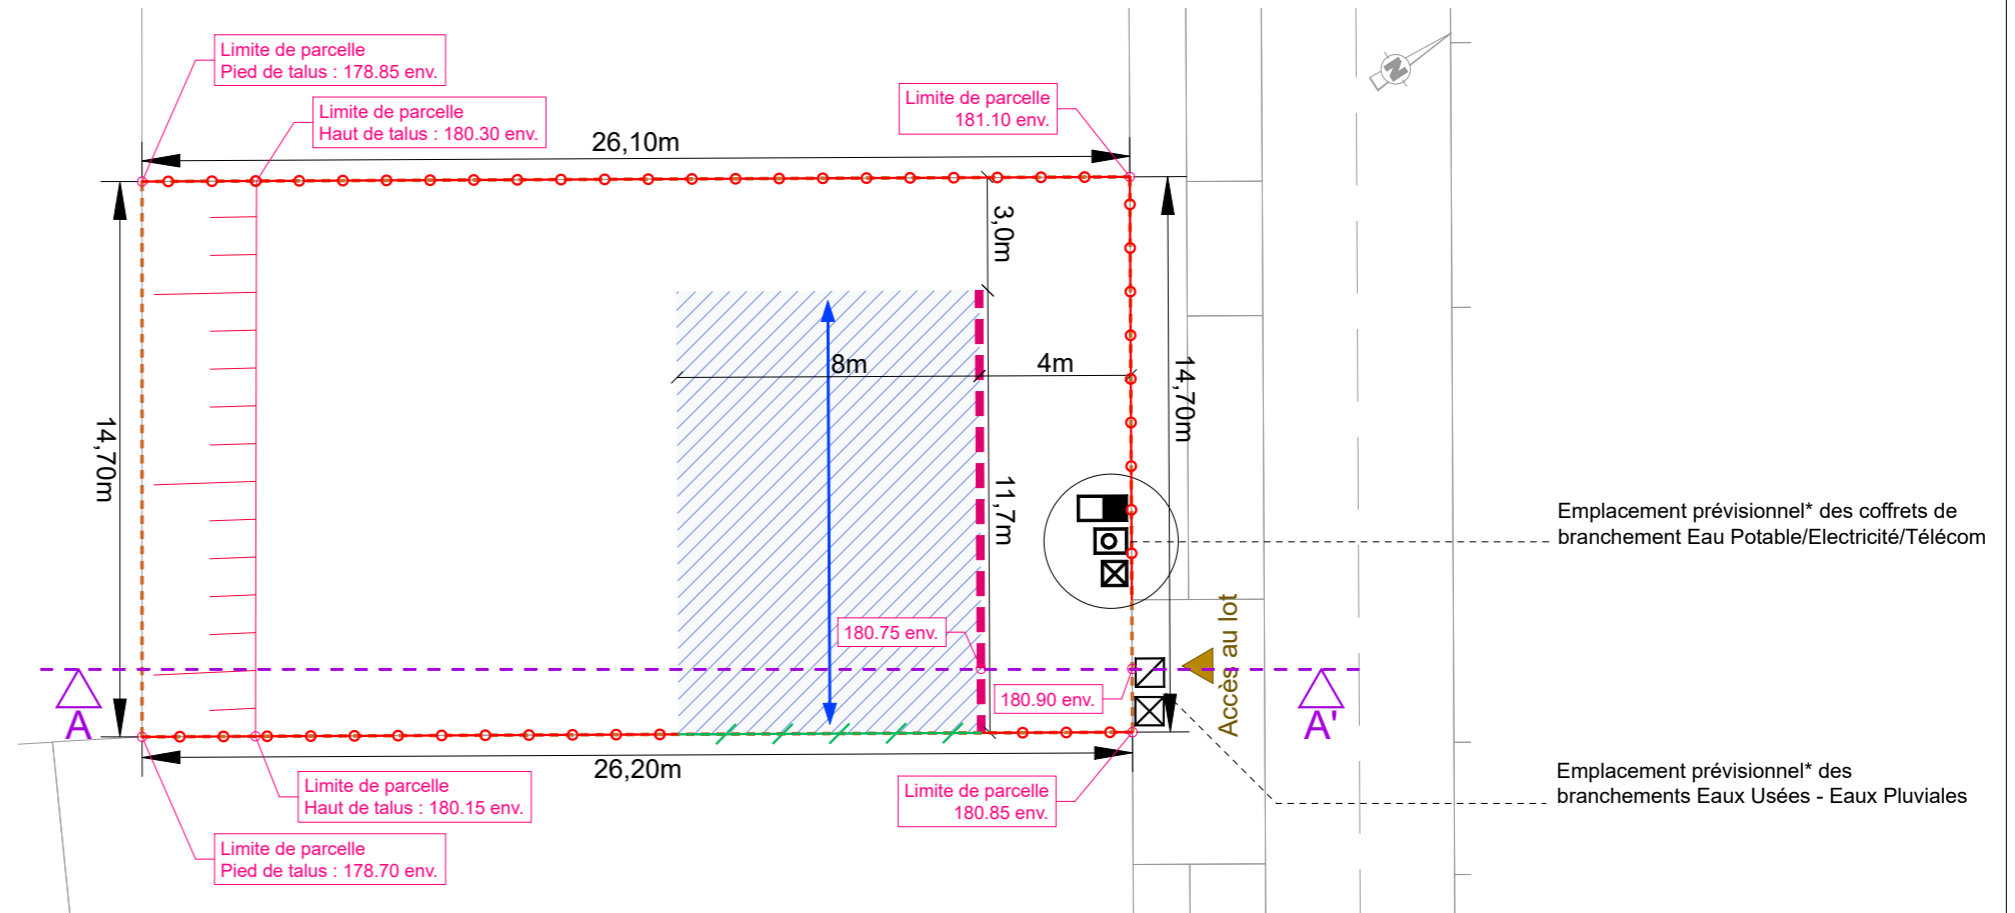 Limite de parcelle
Pied de talus : 178.85 env.
Limite de parcelle
Haut de talus : 180.30 env.
Limite de parcelle
181.10 env.
N
26,10m
3,0m
8m
4m
14,70m
14,70m
11,7m
Emplacement prévisionnel* des coffrets de
branchement Eau Potable/Electricité/Télécom
180.75 env.
180.90 env.
Accès au lot
A
A'
26,20m
Limite de parcelle
Haut de talus : 180.15 env.
Limite de parcelle
180.85 env.
Emplacement prévisionnel* des
branchements Eaux Usées - Eaux Pluviales
Limite de parcelle
Pied de talus : 178.70 env.